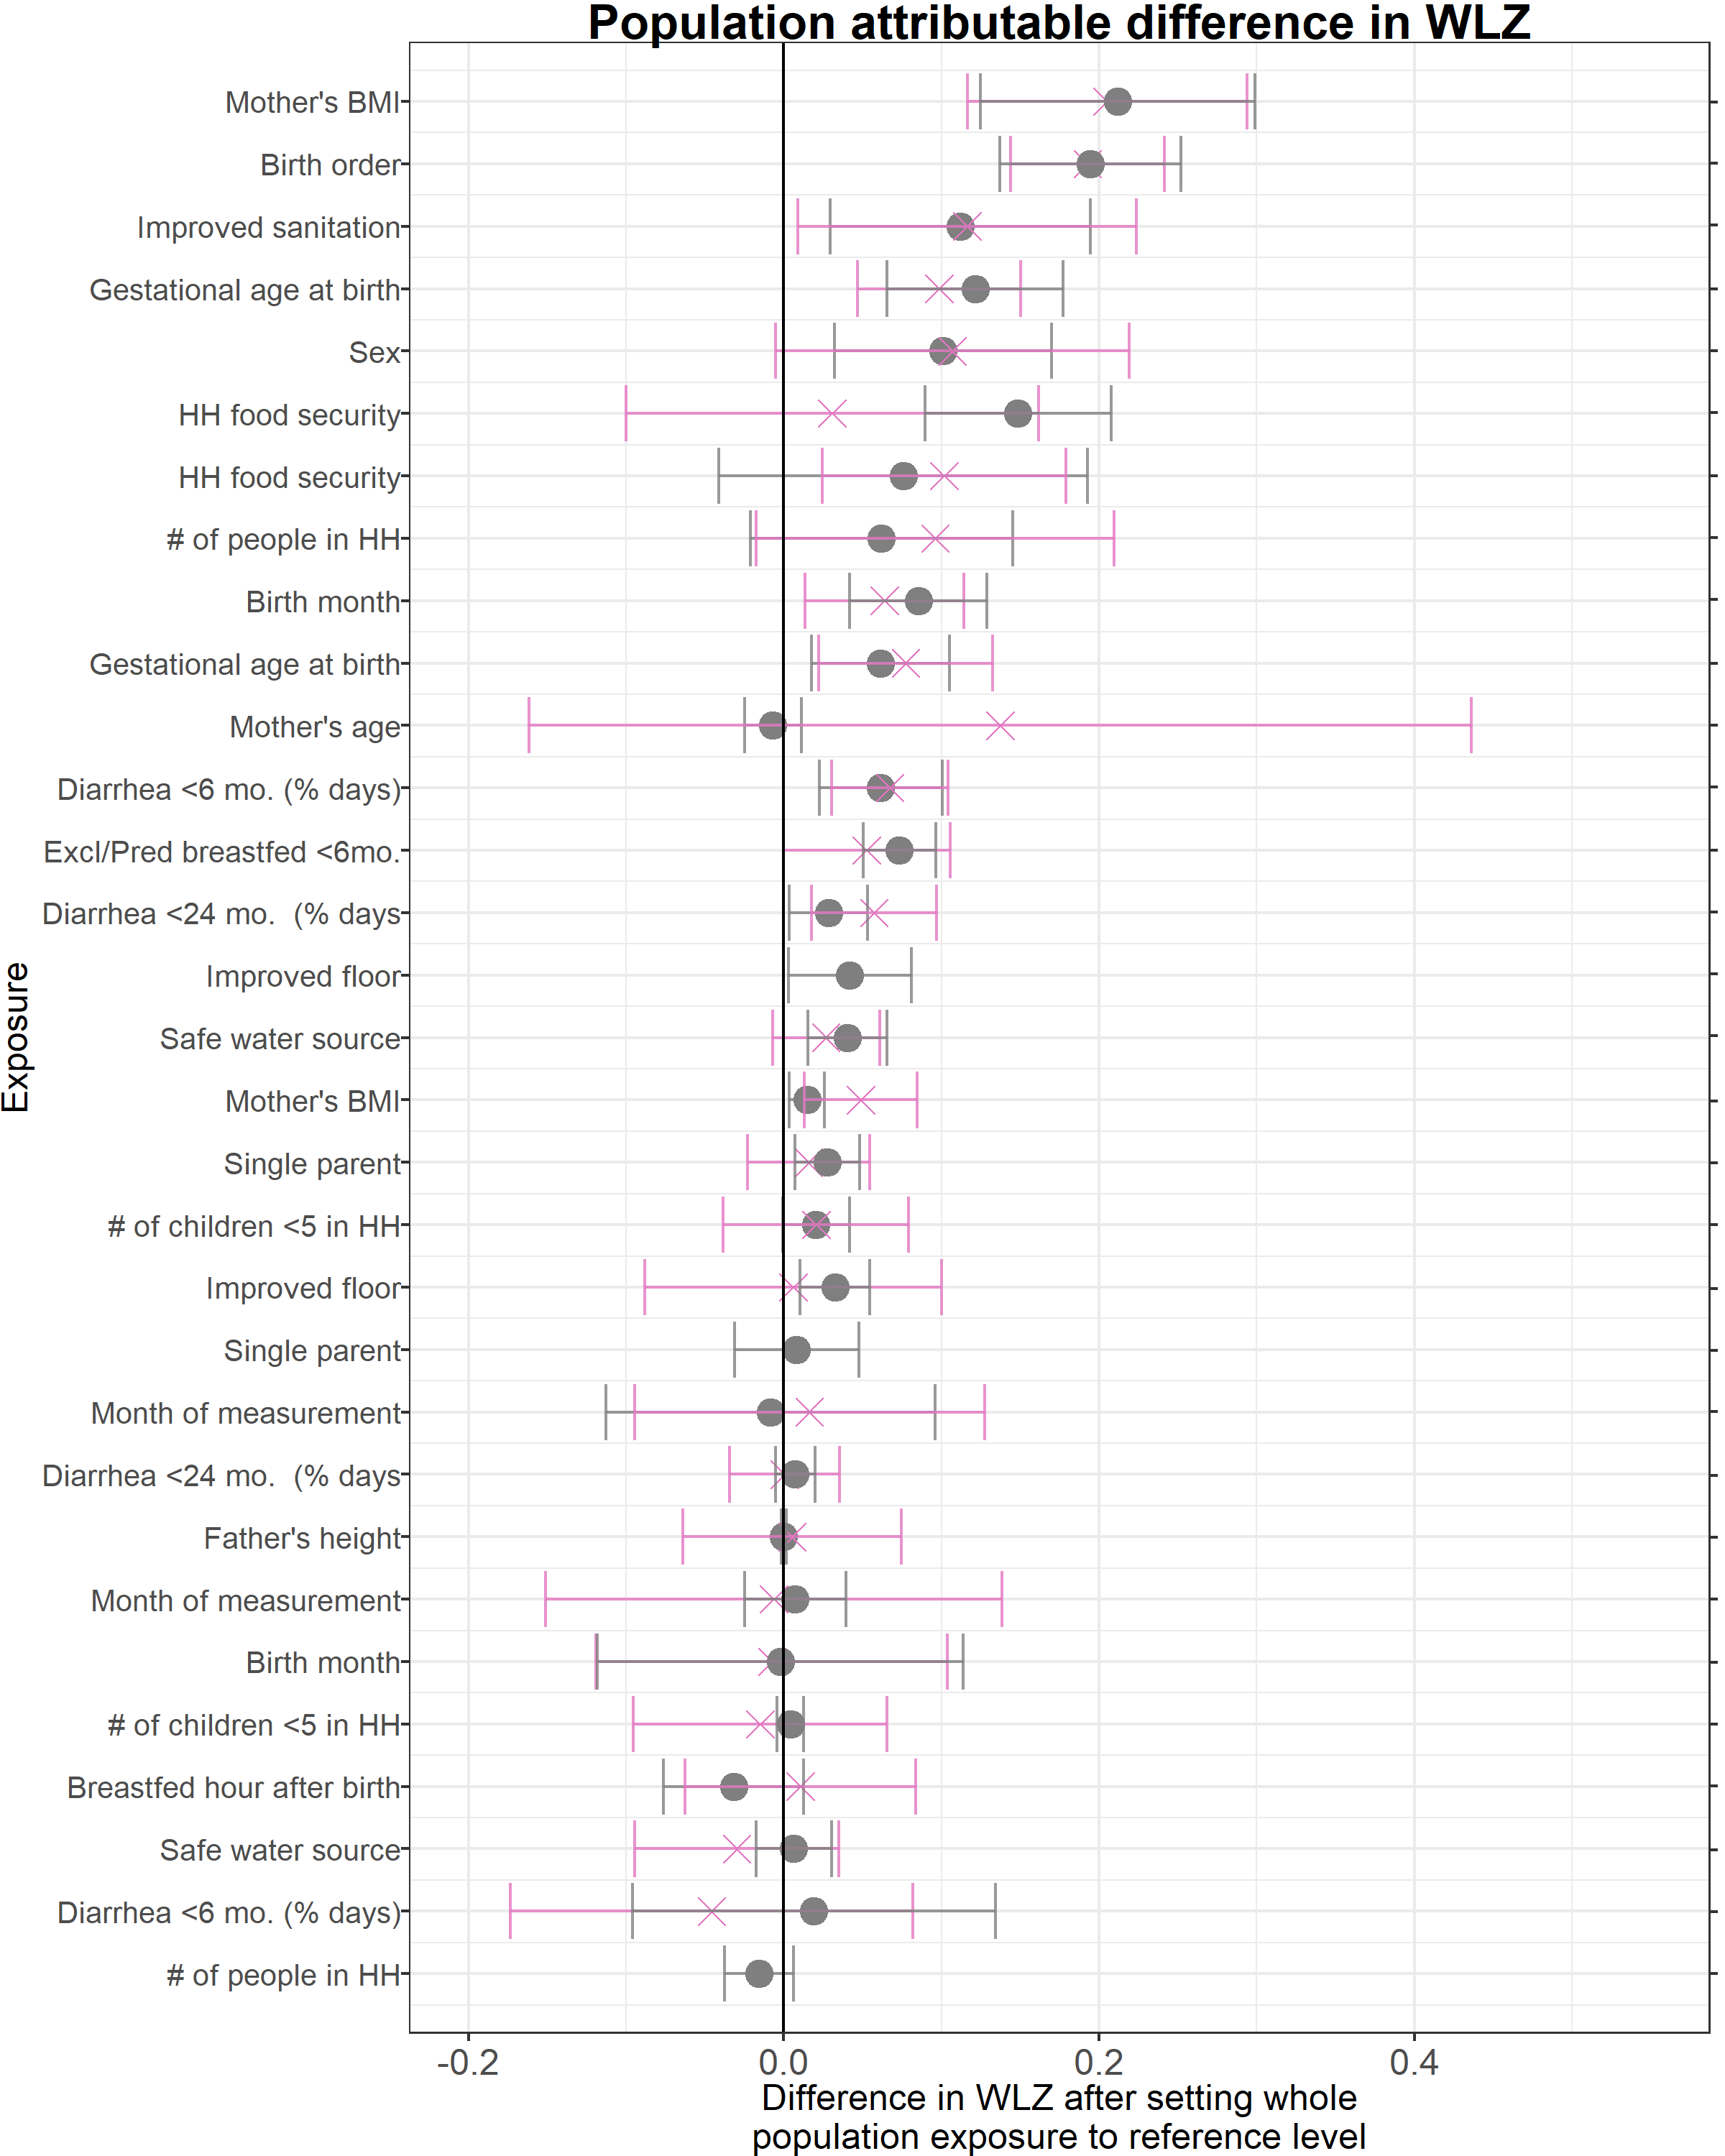 Population attributable difference in WLZ
Mother's BMI
Birth order
Improved sanitation
Gestational age at birth
Sex
HH food security
HH food security
# of people in HH
Birth month
Gestational age at birth
Mother's age
Diarrhea <6 mo. (% days)
Excl/Pred breastfed <6mo.
Diarrhea <24 mo.  (% days
Improved floor
Safe water source
Mother's BMI
Single parent
# of children <5 in HH
Improved floor
Single parent
Month of measurement
Diarrhea <24 mo.  (% days
Father's height
Month of measurement
Birth month
# of children <5 in HH
Breastfed hour after birth
Safe water source
Diarrhea <6 mo. (% days)
# of people in HH
Exposure
-0.2 0.0 0.2 0.4
Difference in WLZ after setting whole
population exposure to reference level